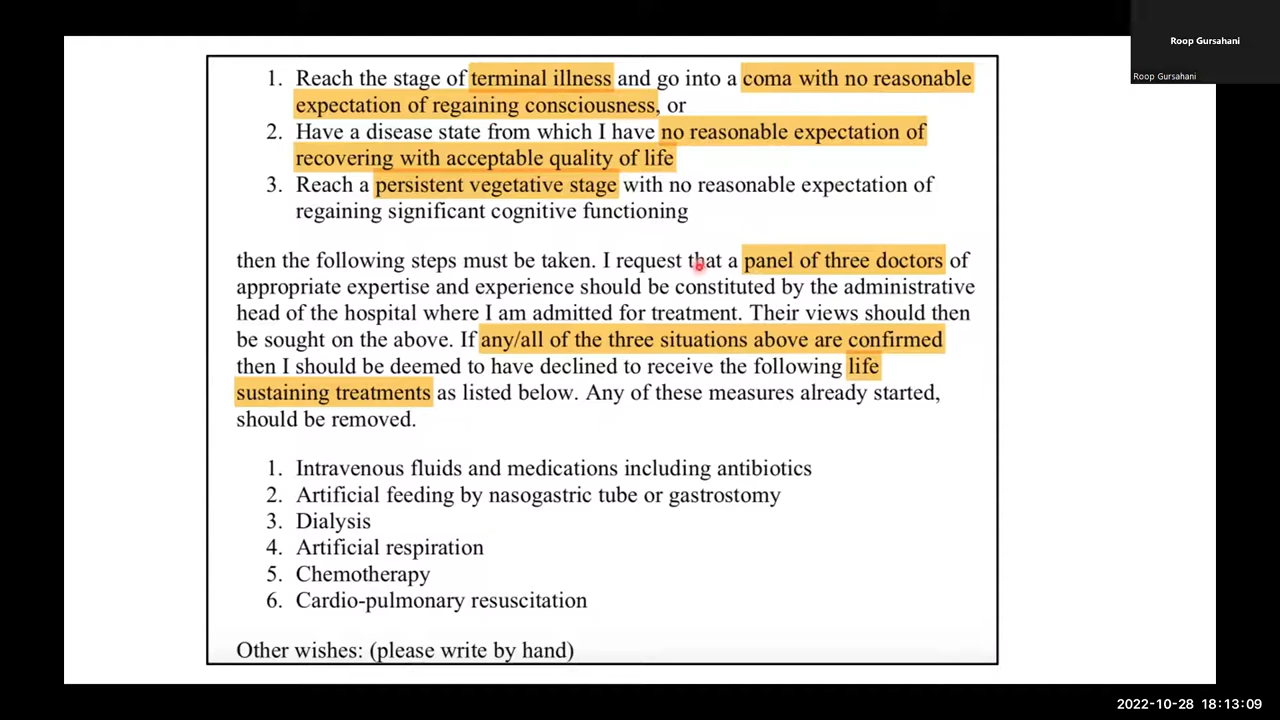 Roop Gursahani
Roop Gursahani
1. Reach the stage of terminal illness and go into a coma with no reasonable
expectation of regaining consciousness, or
2. Have a disease state from which I have no reasonable expectation of
recovering with acceptable quality of life
3. Reach a persistent vegetative stage with no reasonable expectation of
regaining significant cognitive functioning
then the following steps must be taken. I request that a panel of three doctors of
appropriate expertise and experience should be constituted by the administrative
head of the hospital where I am admitted for treatment. Their views should then
be sought on the above. If any/all of the three situations above are confirmed
then I should be deemed to have declined to receive the following life
sustaining treatments as listed below. Any of these measures already started,
should be removed.
1. Intravenous fluids and medications including antibiotics
2. Artificial feeding by nasogastric tube or gastrostomy
3. Dialysis
4. Artificial respiration
5. Chemotherapy
6. Cardio-pulmonary resuscitation
Other wishes: (please write by hand)
2022-10-28 18:13:09